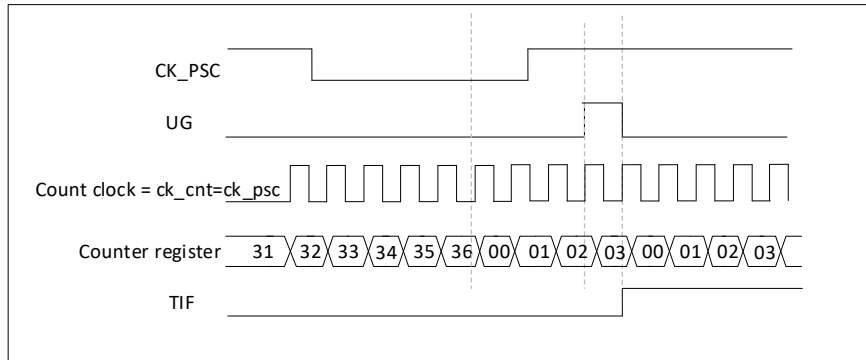 CK_PSC
UG
Count clock = ck_cnt=ck_psc
Counter register 31 32 33 34 35 36 00 01 02 03 00 01 02 03
TIF